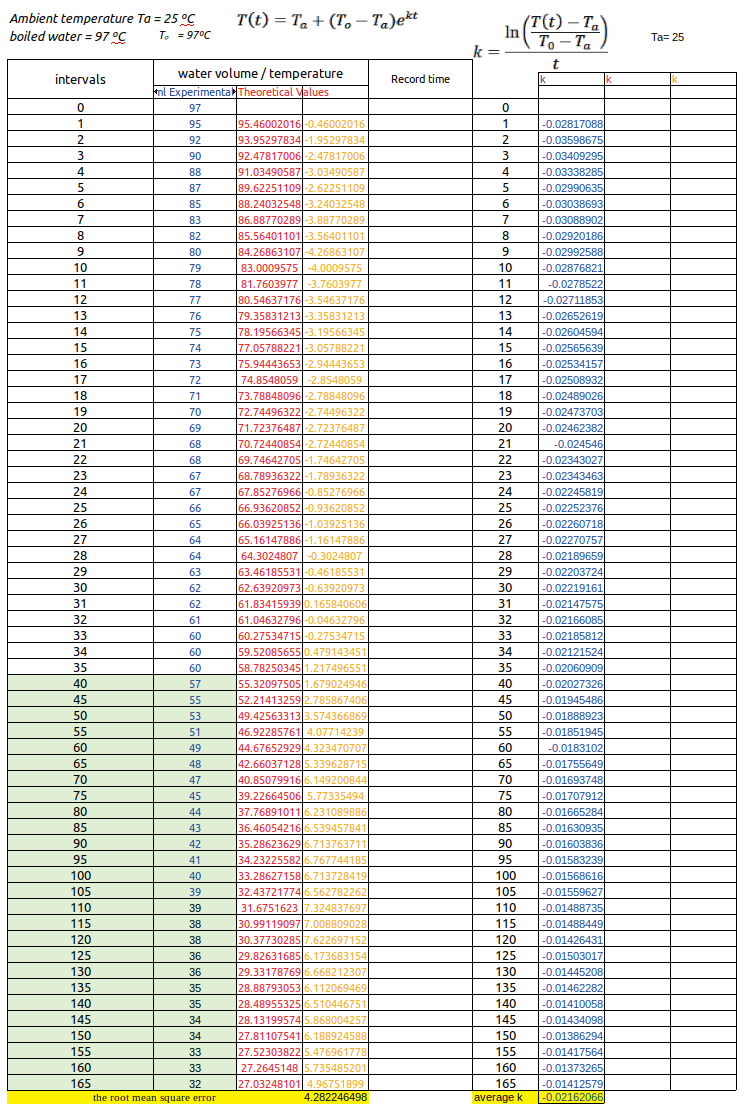 Ambient temperature Ta = 25 ºC
boiled water = 97 ºC Tₒ = 97ºC
T(t) = Tₐ + (Tₒ − Tₐ)eᵏᵗ
k = ln((T(t) − Tₐ)/(T₀ − Tₐ))/t
Ta= 25
intervals water volume / temperature Record time k k k
nl Experimental Theoretical Values
0 97 0
1 95 95.46002016 -0.46002016 1 -0.02817088
2 92 93.95297834 -1.95297834 2 -0.03598675
3 90 92.47817006 -2.47817006 3 -0.03409295
4 88 91.03490587 -3.03490587 4 -0.03338285
5 87 89.62251109 -2.62251109 5 -0.02990635
6 85 88.24032548 -3.24032548 6 -0.03038693
7 83 86.88770289 -3.88770289 7 -0.03088902
8 82 85.56401101 -3.56401101 8 -0.02920186
9 80 84.26863107 -4.26863107 9 -0.02992588
10 79 83.0009575 -4.0009575 10 -0.02876821
11 78 81.7603977 -3.7603977 11 -0.0278522
12 77 80.54637176 -3.54637176 12 -0.02711853
13 76 79.35831213 -3.35831213 13 -0.02652619
14 75 78.19566345 -3.19566345 14 -0.02604594
15 74 77.05788221 -3.05788221 15 -0.02565639
16 73 75.94443653 -2.94443653 16 -0.02534157
17 72 74.8548059 -2.8548059 17 -0.02508932
18 71 73.78848096 -2.78848096 18 -0.02489026
19 70 72.74496322 -2.74496322 19 -0.02473703
20 69 71.72376487 -2.72376487 20 -0.02462382
21 68 70.72440854 -2.72440854 21 -0.024546
22 68 69.74642705 -1.74642705 22 -0.02343027
23 67 68.78936322 -1.78936322 23 -0.02343463
24 67 67.85276966 -0.85276966 24 -0.02245819
25 66 66.93620852 -0.93620852 25 -0.02252376
26 65 66.03925136 -1.03925136 26 -0.02260718
27 64 65.16147886 -1.16147886 27 -0.02270757
28 64 64.3024807 -0.3024807 28 -0.02189659
29 63 63.46185531 -0.46185531 29 -0.02203724
30 62 62.63920973 -0.63920973 30 -0.02219161
31 62 61.83415939 0.165840606 31 -0.02147575
32 61 61.04632796 -0.04632796 32 -0.02166085
33 60 60.27534715 -0.27534715 33 -0.02185812
34 60 59.52085655 0.479143451 34 -0.02121524
35 60 58.78250345 1.217496551 35 -0.02060909
40 57 55.32097505 1.679024946 40 -0.02027326
45 55 52.21413259 2.785867406 45 -0.01945486
50 53 49.42563313 3.574366869 50 -0.01888923
55 51 46.92285761 4.07714239 55 -0.01851945
60 49 44.67652929 4.323470707 60 -0.0183102
65 48 42.66037128 5.339628715 65 -0.01755649
70 47 40.85079916 6.149200844 70 -0.01693748
75 45 39.22664506 5.77335494 75 -0.01707912
80 44 37.76891011 6.231089886 80 -0.01665284
85 43 36.46054216 6.539457841 85 -0.01630935
90 42 35.28623629 6.713763711 90 -0.01603836
95 41 34.23225582 6.767744185 95 -0.01583239
100 40 33.28627158 6.713728419 100 -0.01568616
105 39 32.43721774 6.562782262 105 -0.01559627
110 39 31.6751623 7.324837697 110 -0.01488735
115 38 30.99119097 7.008809028 115 -0.01488449
120 38 30.37730285 7.622697152 120 -0.01426431
125 36 29.82631685 6.173683154 125 -0.01503017
130 36 29.33178769 6.668212307 130 -0.01445208
135 35 28.88793053 6.112069469 135 -0.01462282
140 35 28.48955325 6.510446751 140 -0.01410058
145 34 28.13199574 5.868004257 145 -0.01434098
150 34 27.81107541 6.188924588 150 -0.01386294
155 33 27.52303822 5.476961778 155 -0.01417564
160 33 27.2645148 5.735485201 160 -0.01373265
165 32 27.03248101 4.96751899 165 -0.01412579
the root mean square error 4.282246498 average k -0.02162066